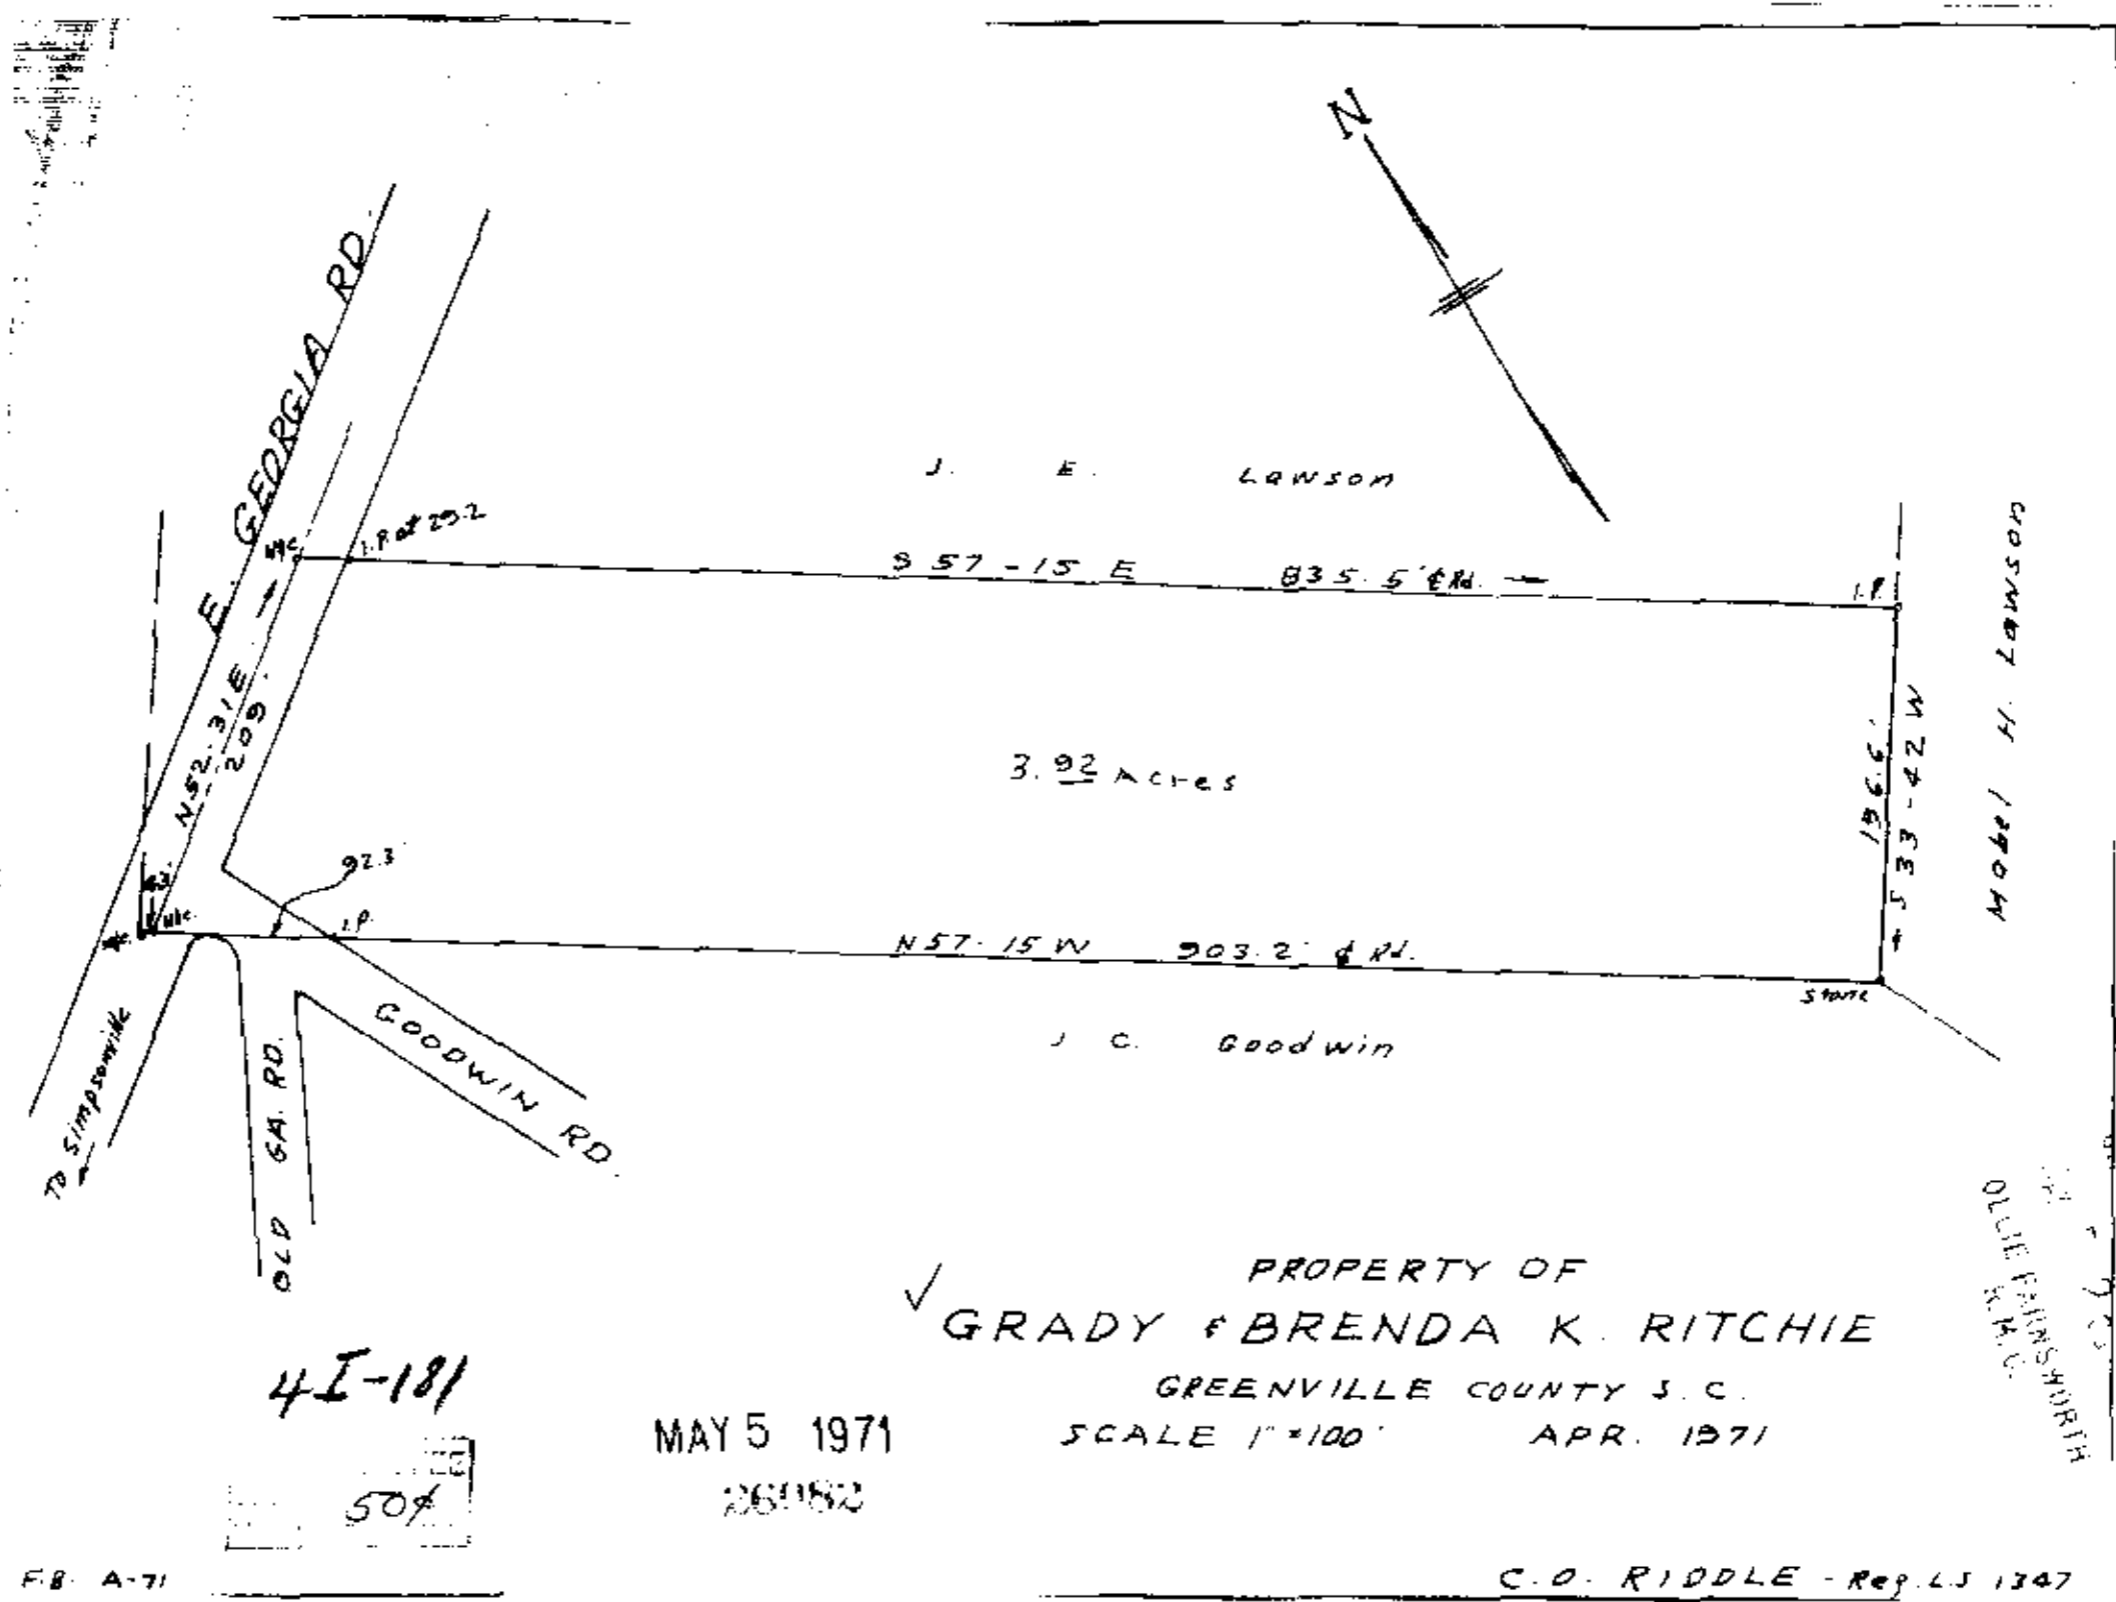 N
E. GEORGIA RD.
J. E. Lawson
N/C
I.P. at 29.2
S 57-15 E 835.5' ₵ Rd.
I.P.
Mabel H. Lawson
N 52-31 E
209'
3.92 Acres
196.6'
S 33-42 W
92.3'
43'
N/C
I.P.
N 57-15 W 903.2' ₵ Rd.
Stone
J. C. Goodwin
GOODWIN RD.
OLD GA. RD.
To Simpsonville
PROPERTY OF
GRADY & BRENDA K. RITCHIE
GREENVILLE COUNTY S. C.
SCALE 1"=100' APR. 1971
4I-181
MAY 5 1971
26982
50¢
OLLIE FARNSWORTH
R.M.C.
F.B. A-71
C. O. RIDDLE - Reg. L.S 1347